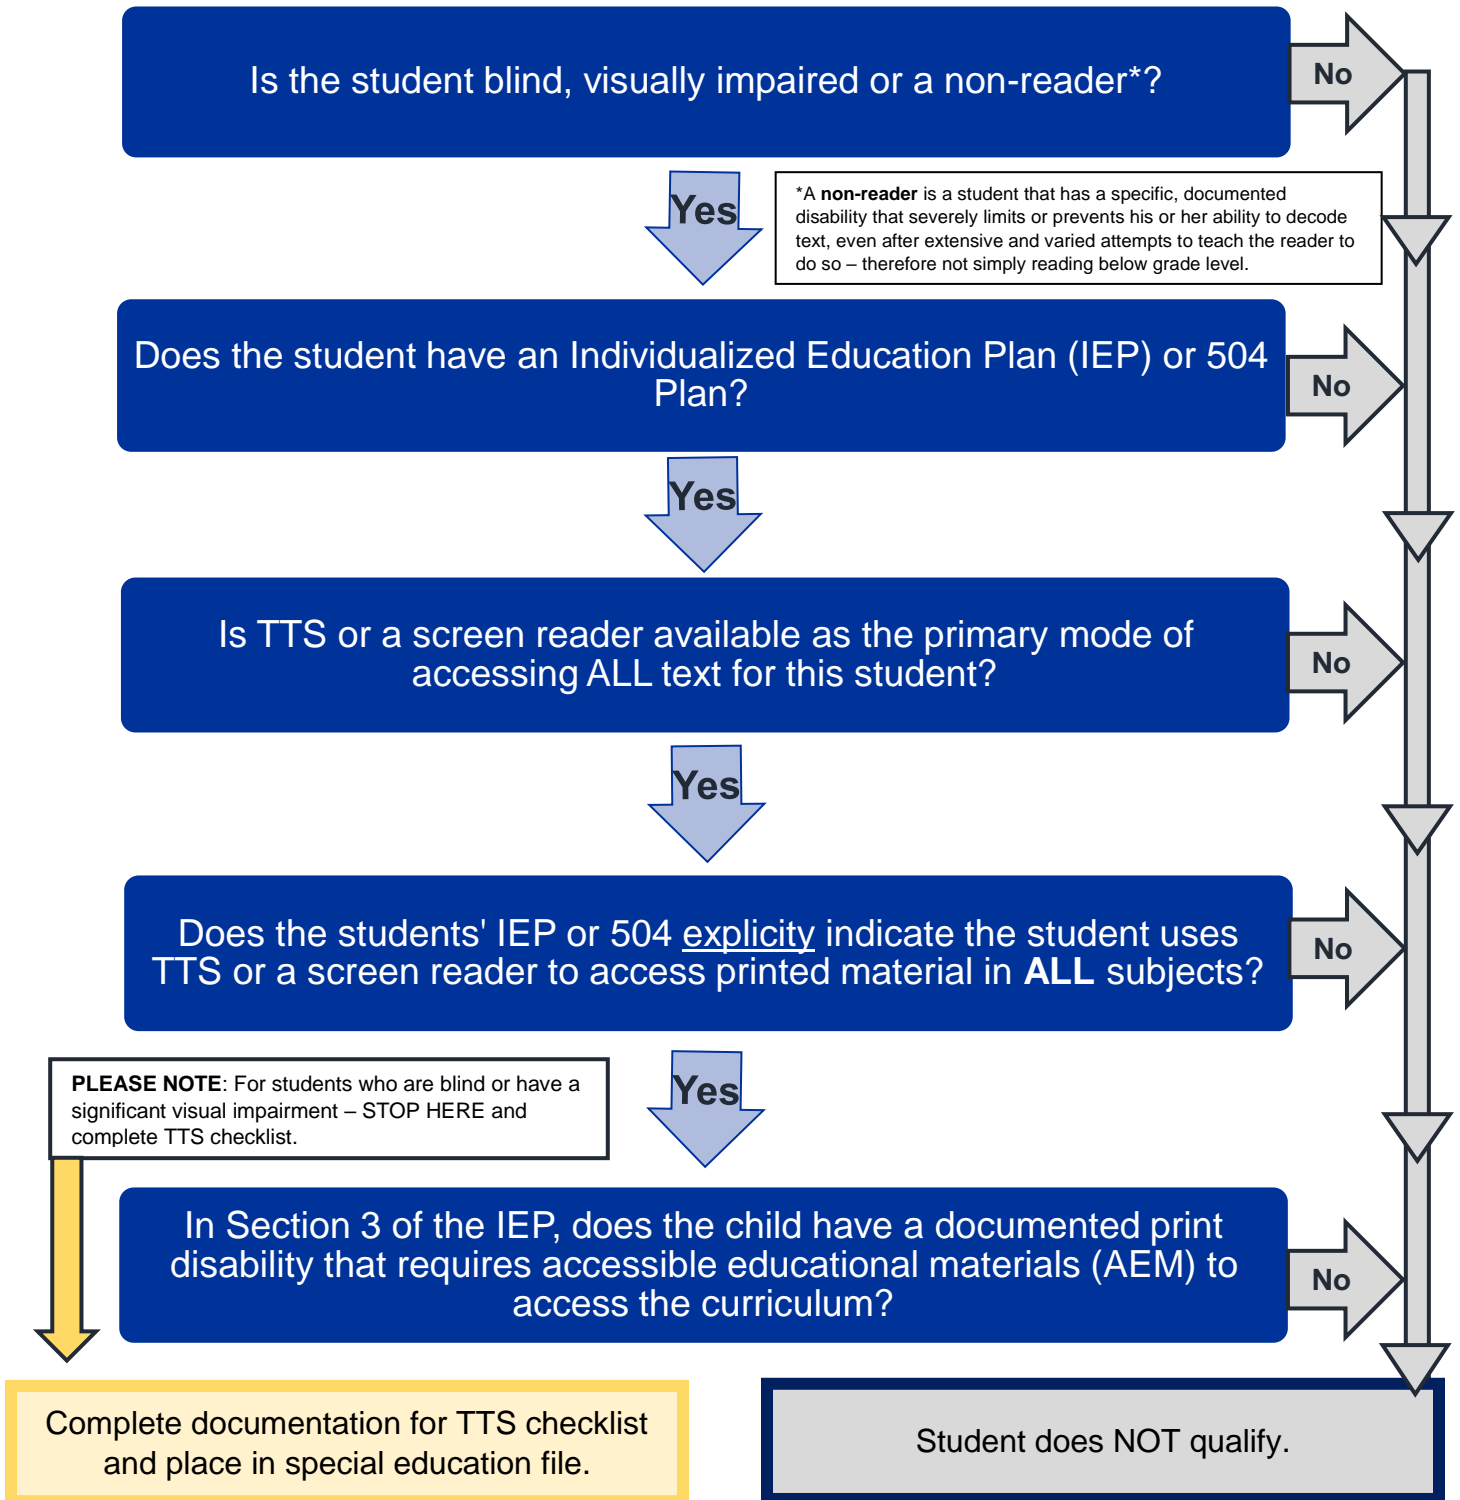 Is the student blind, visually impaired or a non-reader*?
No
Yes
*A non-reader is a student that has a specific, documented
disability that severely limits or prevents his or her ability to decode
text, even after extensive and varied attempts to teach the reader to
do so – therefore not simply reading below grade level.
Does the student have an Individualized Education Plan (IEP) or 504
Plan?
No
Yes
Is TTS or a screen reader available as the primary mode of
accessing ALL text for this student?
No
Yes
Does the students' IEP or 504 explicity indicate the student uses
TTS or a screen reader to access printed material in ALL subjects?
No
PLEASE NOTE: For students who are blind or have a
significant visual impairment – STOP HERE and
complete TTS checklist.
Yes
In Section 3 of the IEP, does the child have a documented print
disability that requires accessible educational materials (AEM) to
access the curriculum?
No
Complete documentation for TTS checklist
and place in special education file.
Student does NOT qualify.